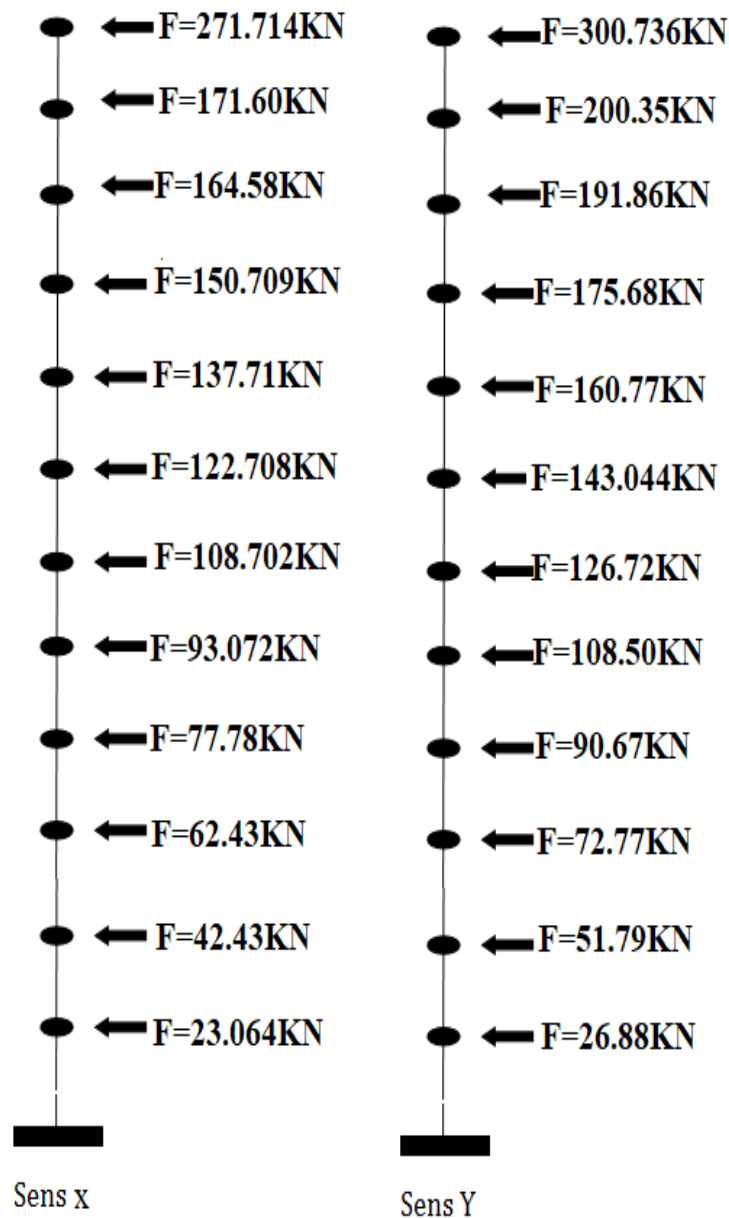 F=271.714KN
F=171.60KN
F=164.58KN
F=150.709KN
F=137.71KN
F=122.708KN
F=108.702KN
F=93.072KN
F=77.78KN
F=62.43KN
F=42.43KN
F=23.064KN
Sens x
F=300.736KN
F=200.35KN
F=191.86KN
F=175.68KN
F=160.77KN
F=143.044KN
F=126.72KN
F=108.50KN
F=90.67KN
F=72.77KN
F=51.79KN
F=26.88KN
Sens Y